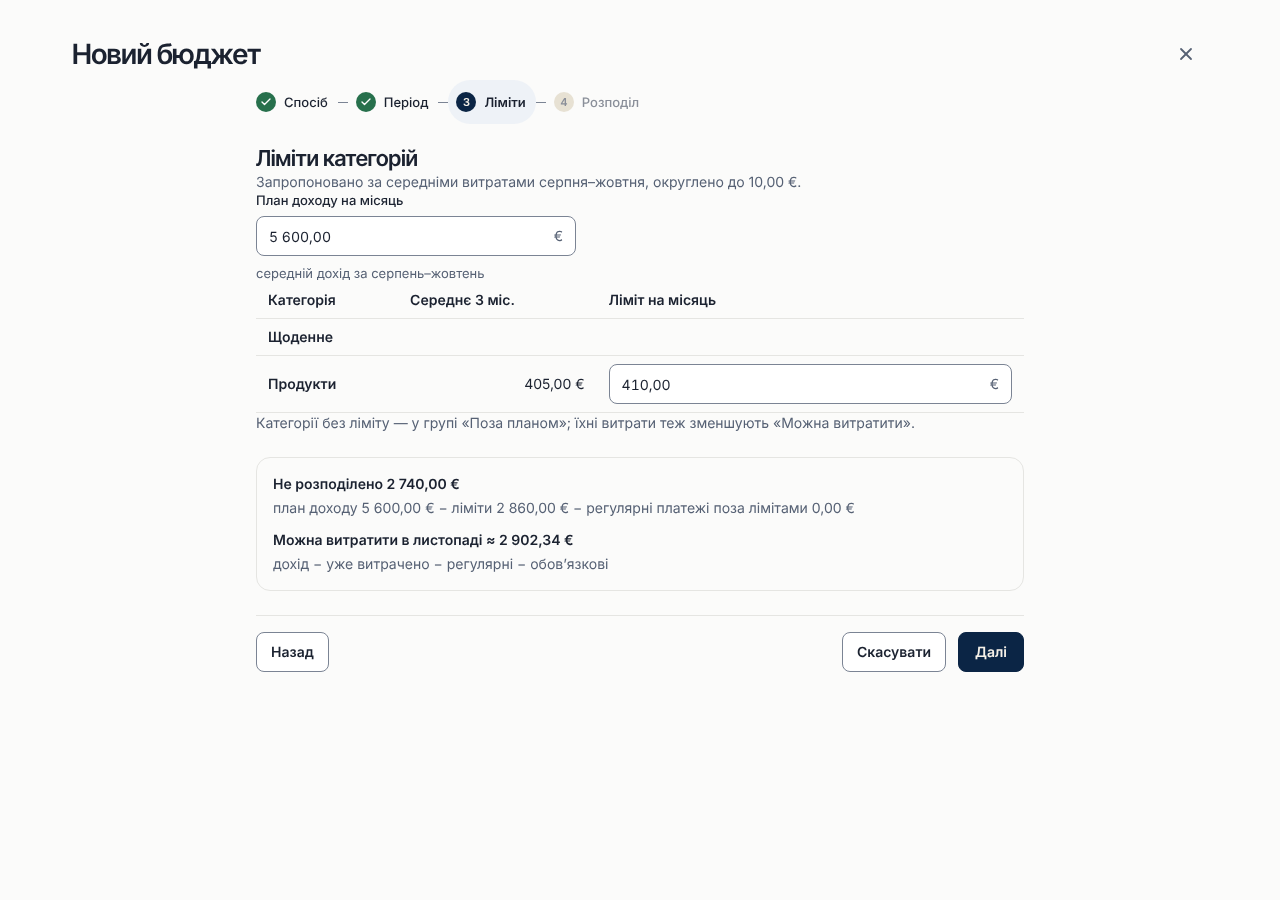 Новий бюджет
Спосіб — Період — 3 Ліміти — 4 Розподіл
Ліміти категорій
Запропоновано за середніми витратами серпня–жовтня, округлено до 10,00 €.
План доходу на місяць
5 600,00 €
середній дохід за серпень–жовтень
Категорія Середнє 3 міс. Ліміт на місяць
Щоденне
Продукти 405,00 € 410,00 €
Категорії без ліміту — у групі «Поза планом»; їхні витрати теж зменшують «Можна витратити».
Не розподілено 2 740,00 €
план доходу 5 600,00 € − ліміти 2 860,00 € − регулярні платежі поза лімітами 0,00 €
Можна витратити в листопаді ≈ 2 902,34 €
дохід − уже витрачено − регулярні − обов’язкові
Назад Скасувати Далі